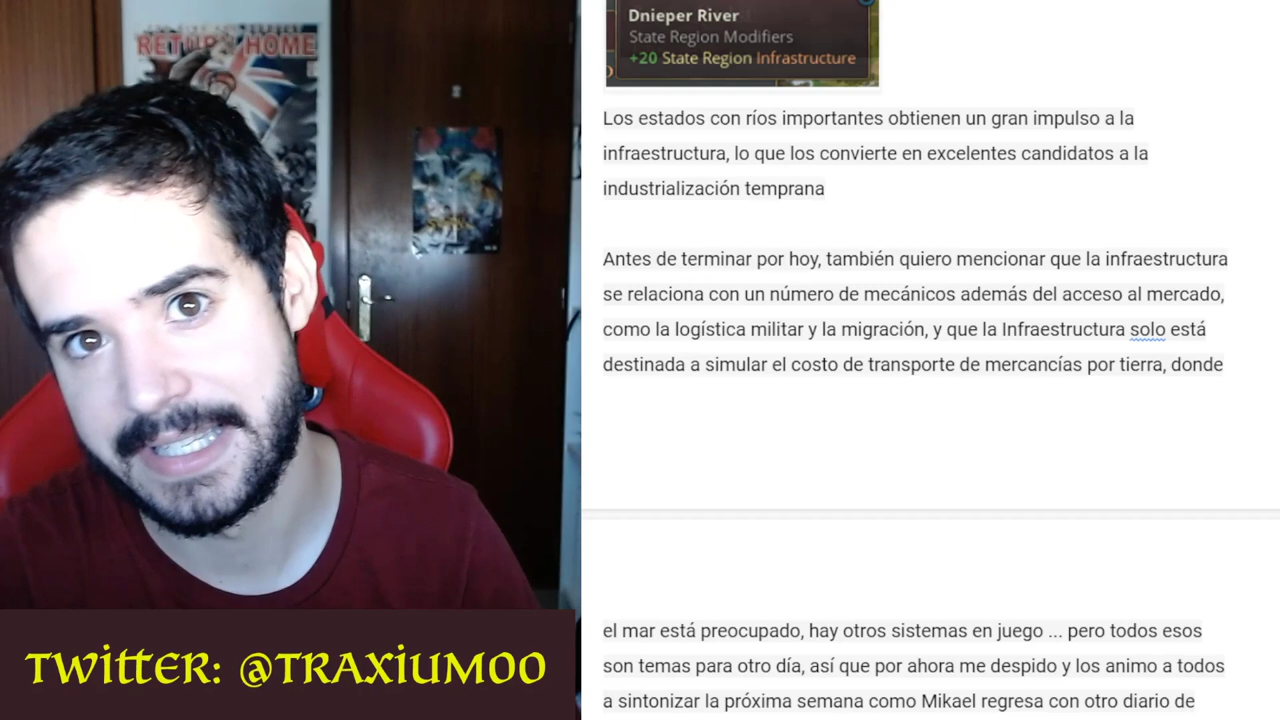 RETURN HOME
TWITTER: @TRAXIUM00
Dnieper River
State Region Modifiers
+20 State Region Infrastructure
Los estados con ríos importantes obtienen un gran impulso a la
infraestructura, lo que los convierte en excelentes candidatos a la
industrialización temprana
Antes de terminar por hoy, también quiero mencionar que la infraestructura
se relaciona con un número de mecánicos además del acceso al mercado,
como la logística militar y la migración, y que la Infraestructura solo está
destinada a simular el costo de transporte de mercancías por tierra, donde
el mar está preocupado, hay otros sistemas en juego ... pero todos esos
son temas para otro día, así que por ahora me despido y los animo a todos
a sintonizar la próxima semana como Mikael regresa con otro diario de